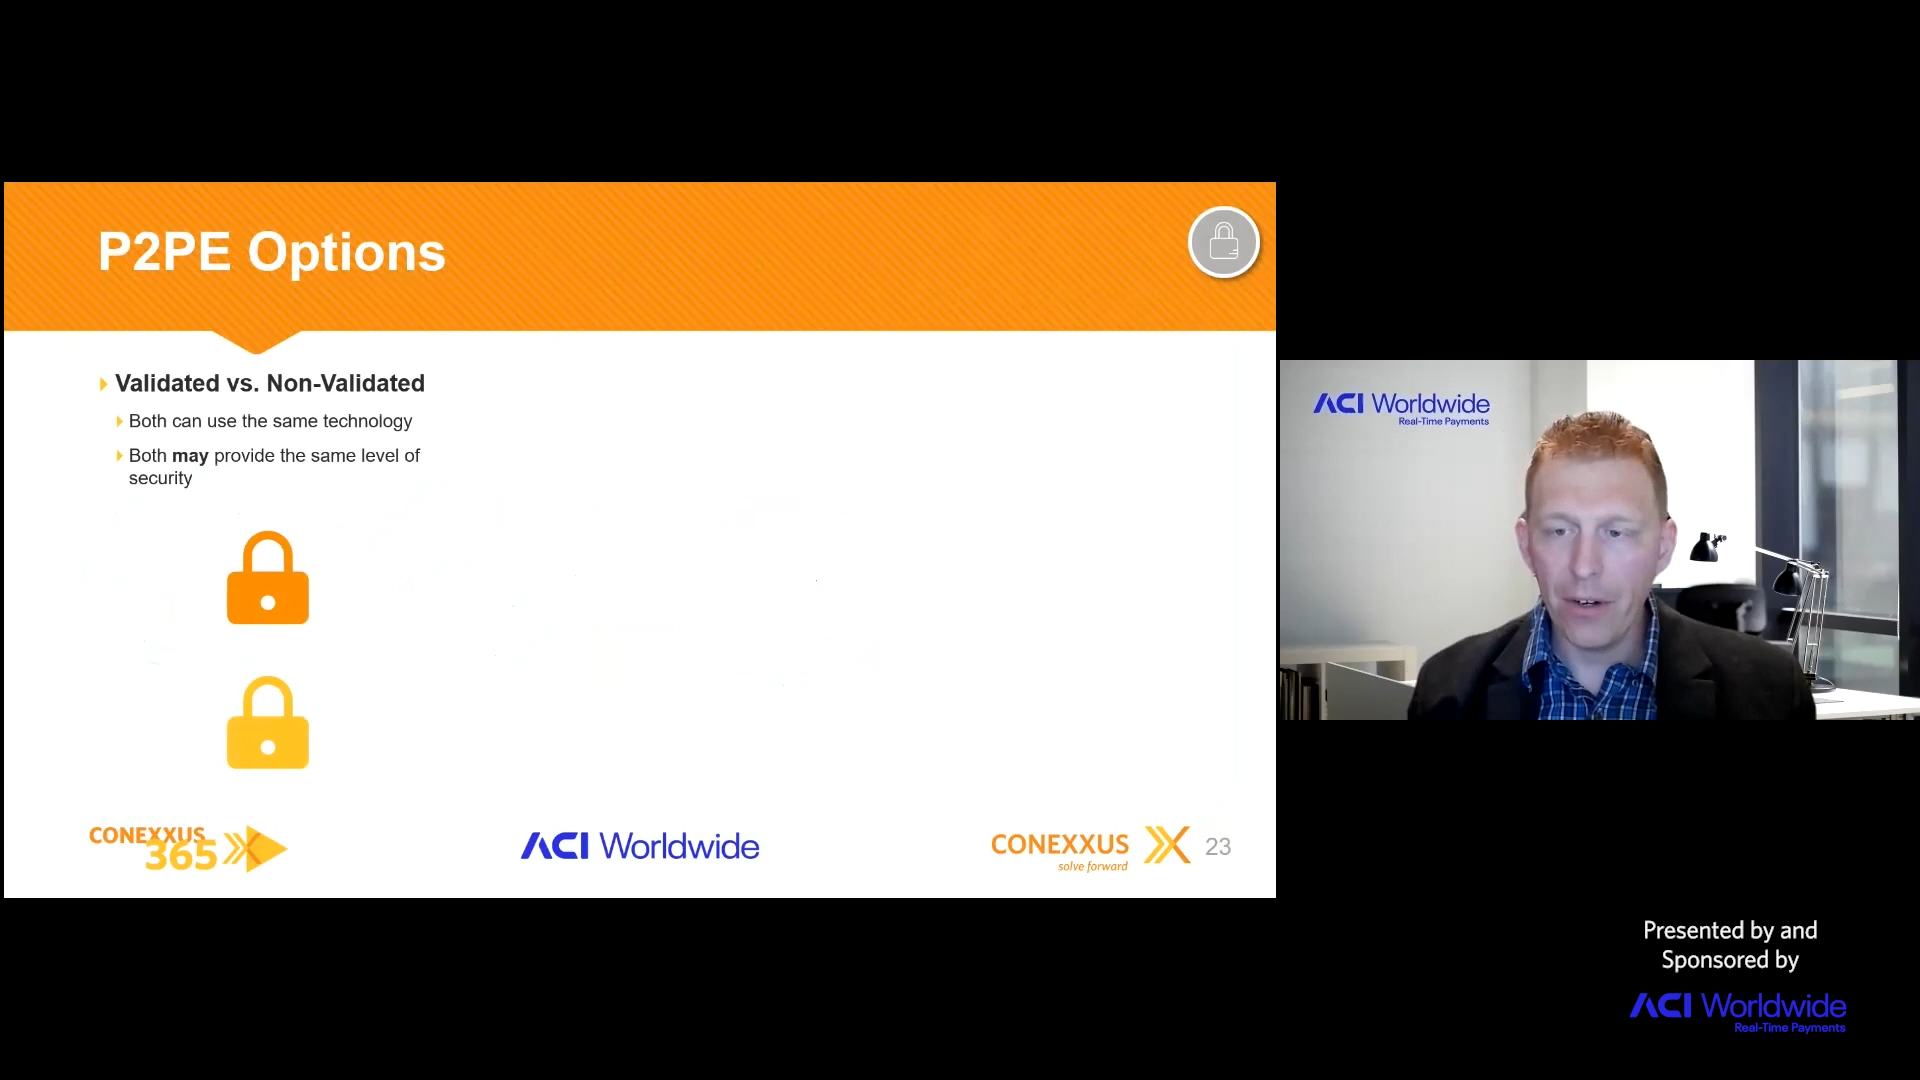 P2PE Options
Validated vs. Non-Validated
Both can use the same technology
Both may provide the same level of
security
CONEXXUS
365
ACI Worldwide
CONEXXUS
solve forward
23
ACI Worldwide
Real-Time Payments
Presented by and
Sponsored by
ACI Worldwide
Real-Time Payments